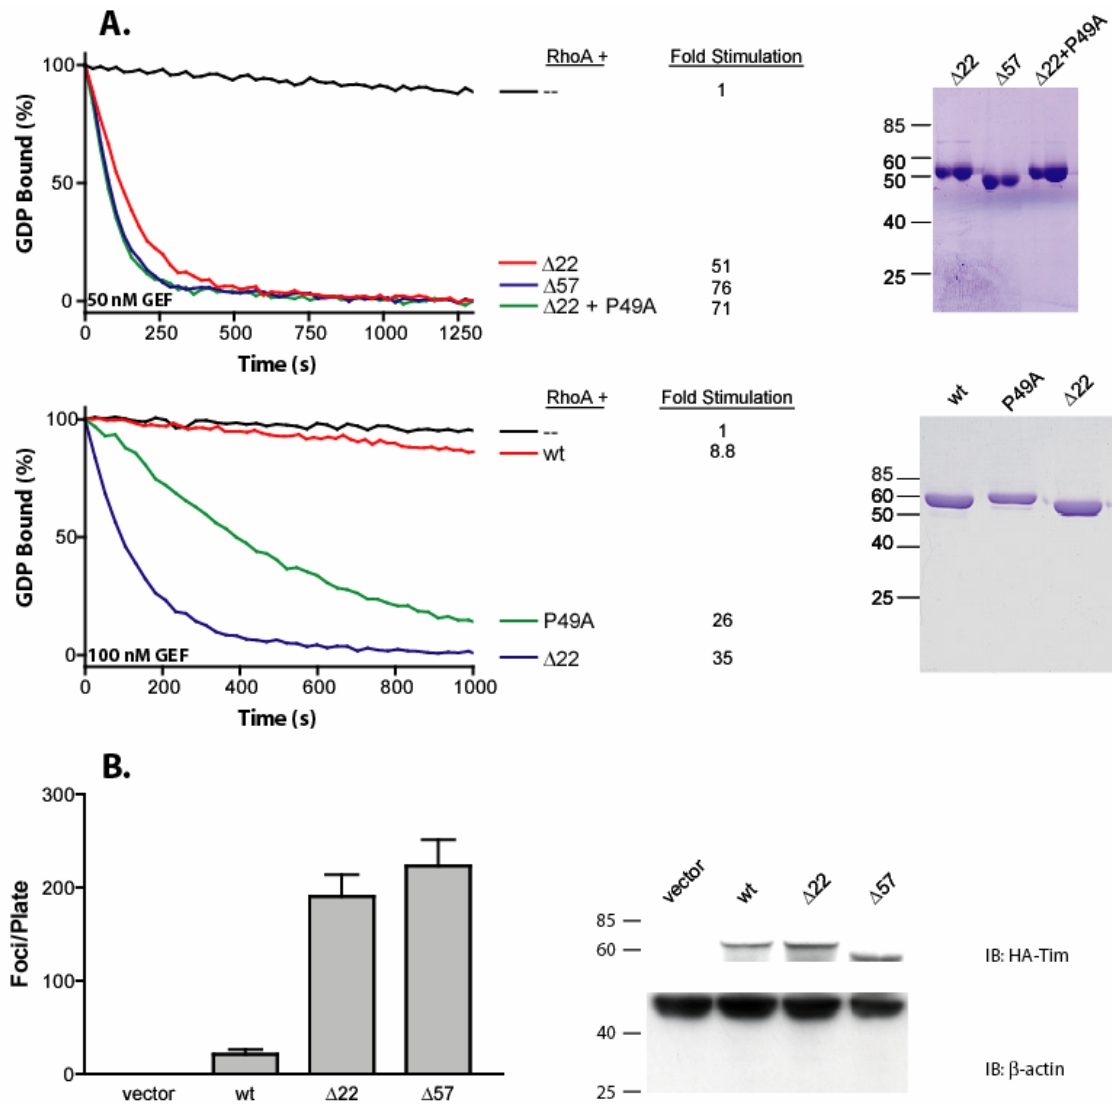 A.
GDP Bound (%)
100
50
0
50 nM GEF
0 250 500 750 1000 1250
Time (s)
RhoA + Fold Stimulation
-- 1
Δ22 51
Δ57 76
Δ22 + P49A 71
Δ22 Δ57 Δ22+P49A
85
60
50
40
25
GDP Bound (%)
100
50
0
100 nM GEF
0 200 400 600 800 1000
Time (s)
RhoA + Fold Stimulation
-- 1
wt 8.8
P49A 26
Δ22 35
wt P49A Δ22
85
60
50
40
25
B.
Foci/Plate
300
200
100
0
vector wt Δ22 Δ57
vector wt Δ22 Δ57
85
60
IB: HA-Tim
40
25
IB: β-actin